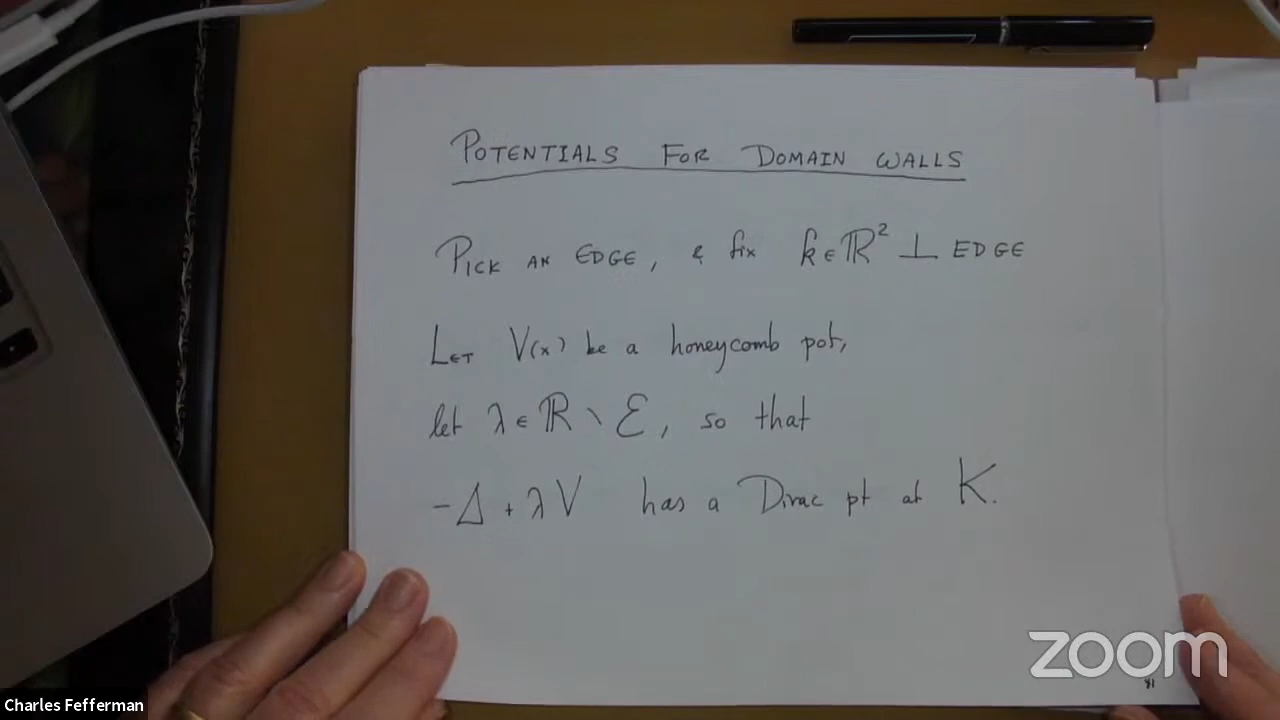 POTENTIALS FOR DOMAIN WALLS
PICK AN EDGE, & fix k ∈ ℝ² ⊥ EDGE
LET V(x) be a honeycomb pot,
let λ ∈ ℝ \ ℰ, so that
-Δ + λV has a Dirac pt at K.
zoom
18
Charles Fefferman